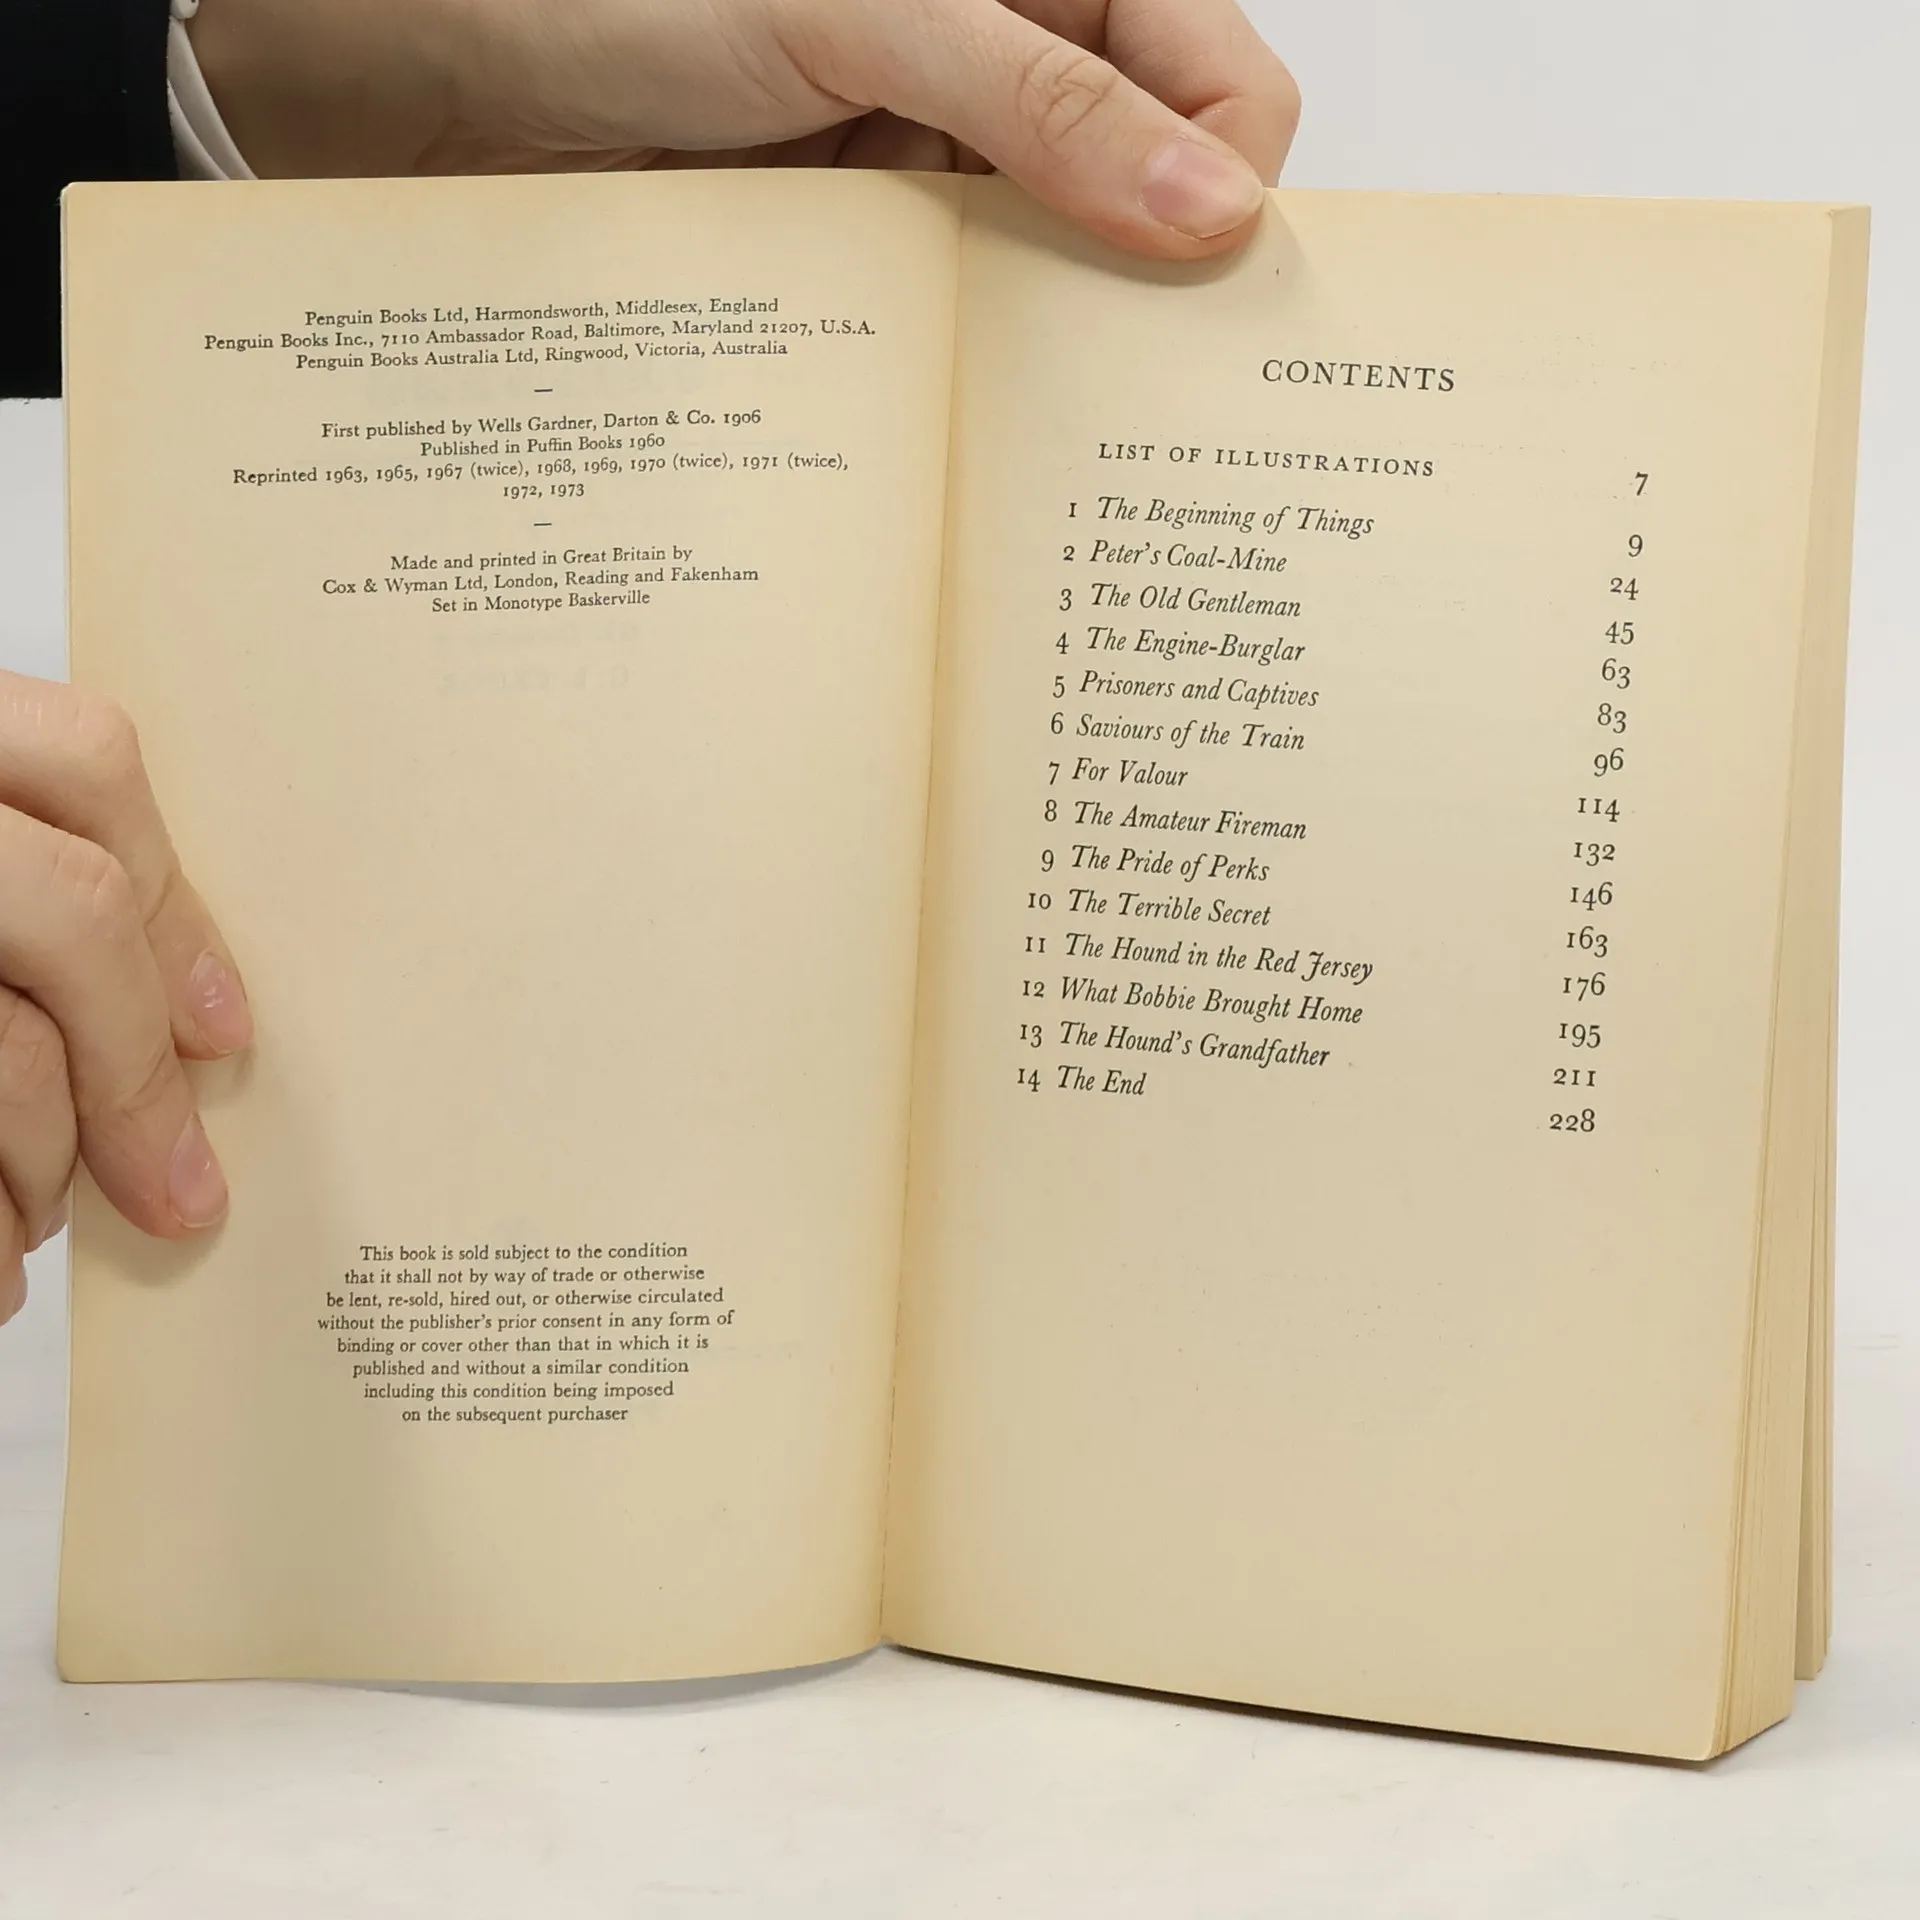 Penguin Books Ltd, Harmondsworth, Middlesex, England
Penguin Books Inc., 7110 Ambassador Road, Baltimore, Maryland 21207, U.S.A.
Penguin Books Australia Ltd, Ringwood, Victoria, Australia
—
First published by Wells Gardner, Darton & Co. 1906
Published in Puffin Books 1960
Reprinted 1963, 1965, 1967 (twice), 1968, 1969, 1970 (twice), 1971 (twice),
1972, 1973
—
Made and printed in Great Britain by
Cox & Wyman Ltd, London, Reading and Fakenham
Set in Monotype Baskerville
This book is sold subject to the condition
that it shall not by way of trade or otherwise
be lent, re-sold, hired out, or otherwise circulated
without the publisher's prior consent in any form of
binding or cover other than that in which it is
published and without a similar condition
including this condition being imposed
on the subsequent purchaser
CONTENTS
LIST OF ILLUSTRATIONS 7
1 The Beginning of Things 9
2 Peter's Coal-Mine 24
3 The Old Gentleman 45
4 The Engine-Burglar 63
5 Prisoners and Captives 83
6 Saviours of the Train 96
7 For Valour 114
8 The Amateur Fireman 132
9 The Pride of Perks 146
10 The Terrible Secret 163
11 The Hound in the Red Jersey 176
12 What Bobbie Brought Home 195
13 The Hound's Grandfather 211
14 The End 228